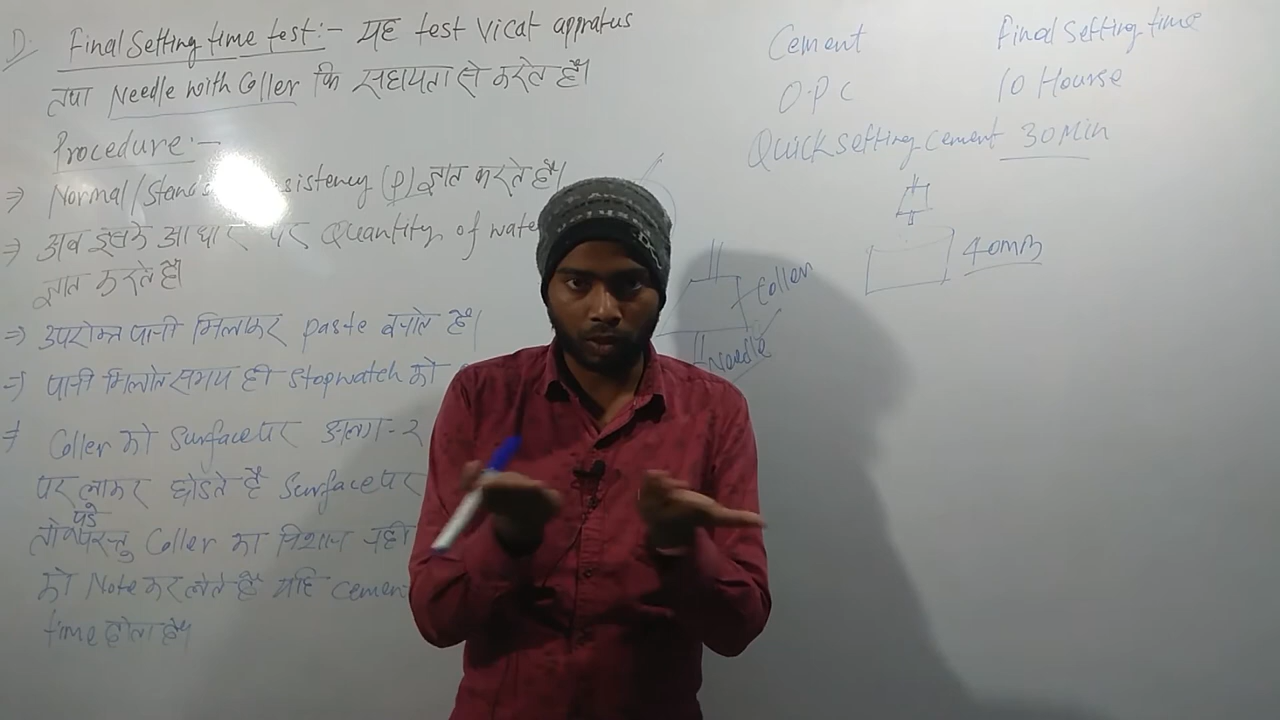 D. Final Setting time test:- यह test Vicat appratus
तथा Needle with Coller कि सहायता से करते है।
Procedure:-
⇒ Normal/Stand sistency (P) ज्ञात करते है।
⇒ अब इसके आधार पर Quantity of wate
ज्ञात करते है।
⇒ उपरोक्त पानी मिलाकर paste बनाते है।
⇒ पानी मिलाते समय ही stopwatch को
⇒ Coller को Surface पर अलग-२
पर लाकर छोडते है Surface पर
पडे
तो परन्तु Coller का निशान नही
को Note कर लेते है यहि cemen
time होता है।
Cement Final Setting time
O.P.C 10 Hourse
Quick setting cement 30 Min
40mm
Coller
Needle